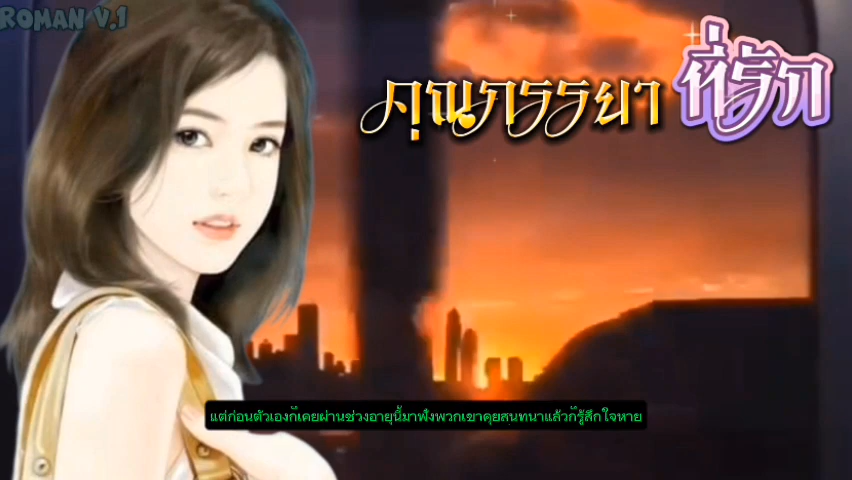 ROMAN V.1
คุณภรรยา ที่รัก
แต่ก่อนตัวเองก็เคยผ่านช่วงอายุนี้มาฟังพวกเขาคุยสนทนาแล้วก็รู้สึกใจหาย